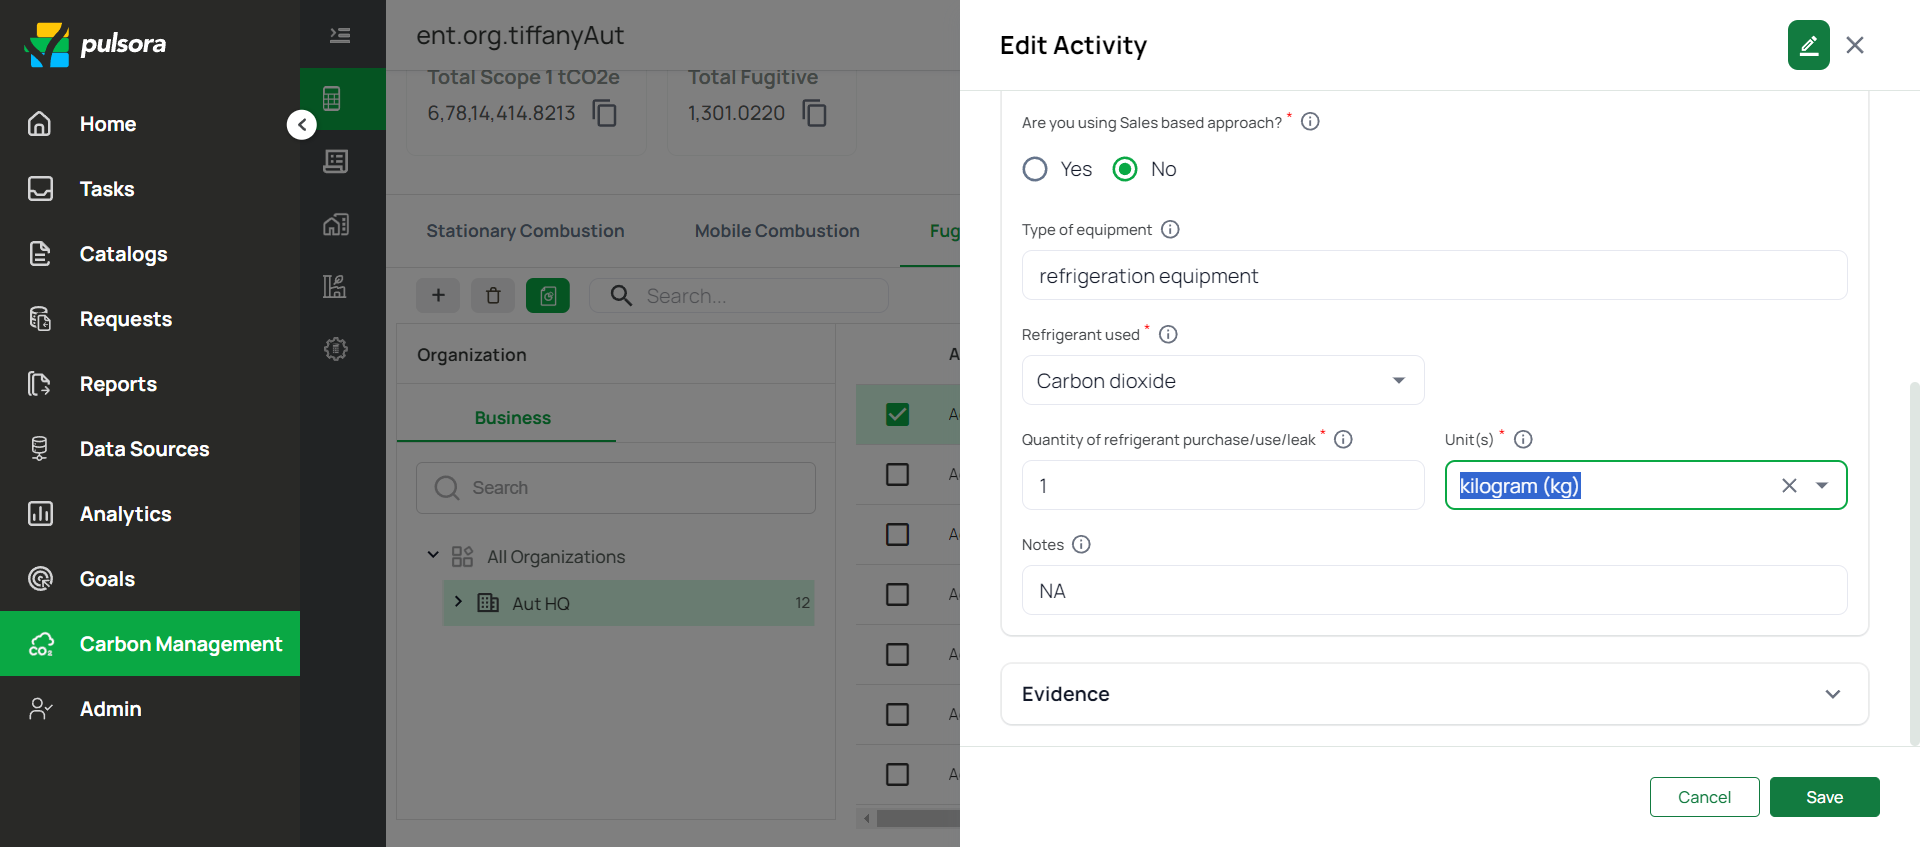 pulsora
Home
Tasks
Catalogs
Requests
Reports
Data Sources
Analytics
Goals
CO₂
Carbon Management
Admin
ent.org.tiffanyAut
Total Scope 1 tCO2e
6,78,14,414.8213
Total Fugitive
1,301.0220
Stationary Combustion
Mobile Combustion
Fug
Search...
Organization
A
Business
Search
All Organizations
Aut HQ
12
A
A
A
A
A
A
A
Edit Activity
Are you using Sales based approach? *
Yes
No
Type of equipment
refrigeration equipment
Refrigerant used *
Carbon dioxide
Quantity of refrigerant purchase/use/leak *
Unit(s) *
1
kilogram (kg)
Notes
NA
Evidence
Cancel
Save